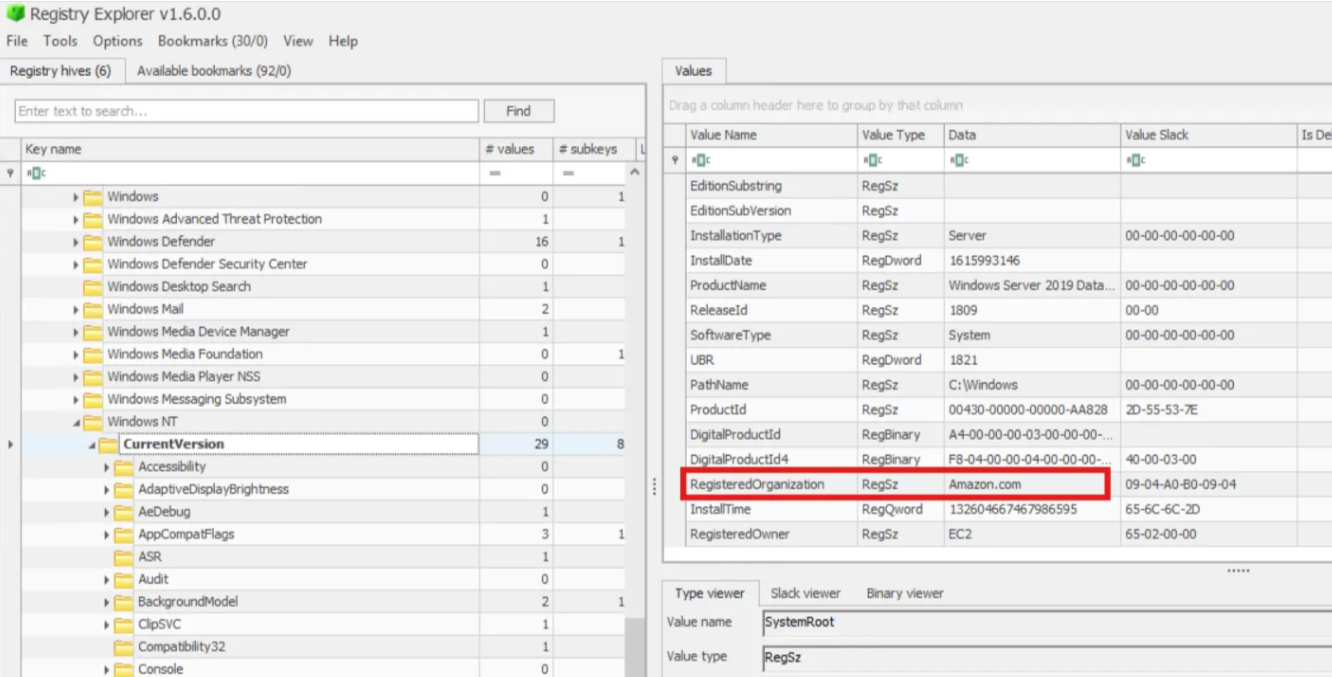 Registry Explorer v1.6.0.0
File Tools Options Bookmarks (30/0) View Help
Registry hives (6) Available bookmarks (92/0)
Enter text to search... Find
Key name # values # subkeys L
Windows 0 1
Windows Advanced Threat Protection 1
Windows Defender 16 1
Windows Defender Security Center 0
Windows Desktop Search 1
Windows Mail 2
Windows Media Device Manager 1
Windows Media Foundation 0 1
Windows Media Player NSS 0
Windows Messaging Subsystem 0
Windows NT 0
CurrentVersion 29 8
Accessibility 0
AdaptiveDisplayBrightness 0
AeDebug 1
AppCompatFlags 3 1
ASR 1
Audit 0
BackgroundModel 2 1
ClipSVC 1
Compatibility32 1
Console 0
Values
Drag a column header here to group by that column
Value Name Value Type Data Value Slack Is De
EditionSubstring RegSz
EditionSubVersion RegSz
InstallationType RegSz Server 00-00-00-00-00-00
InstallDate RegDword 1615993146
ProductName RegSz Windows Server 2019 Data... 00-00-00-00-00-00
ReleaseId RegSz 1809 00-00
SoftwareType RegSz System 00-00-00-00-00-00
UBR RegDword 1821
PathName RegSz C:\Windows 00-00-00-00-00-00
ProductId RegSz 00430-00000-00000-AA828 2D-55-53-7E
DigitalProductId RegBinary A4-00-00-00-03-00-00-00-...
DigitalProductId4 RegBinary F8-04-00-00-04-00-00-00-... 40-00-03-00
RegisteredOrganization RegSz Amazon.com 09-04-A0-B0-09-04
InstallTime RegQword 132604667467986595 65-6C-6C-2D
RegisteredOwner RegSz EC2 65-02-00-00
Type viewer Slack viewer Binary viewer
Value name SystemRoot
Value type RegSz